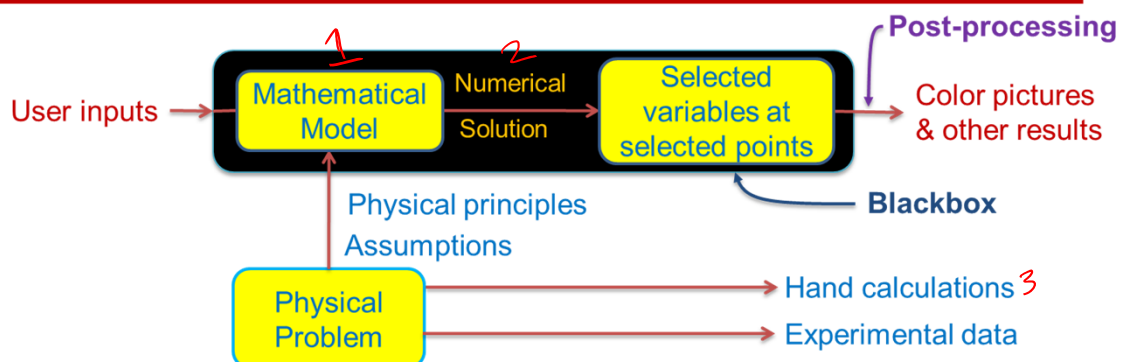 Post-processing
1
2
User inputs
Mathematical
Model
Numerical
Solution
Selected
variables at
selected points
Color pictures
& other results
Physical principles
Assumptions
Blackbox
Physical
Problem
Hand calculations 3
Experimental data